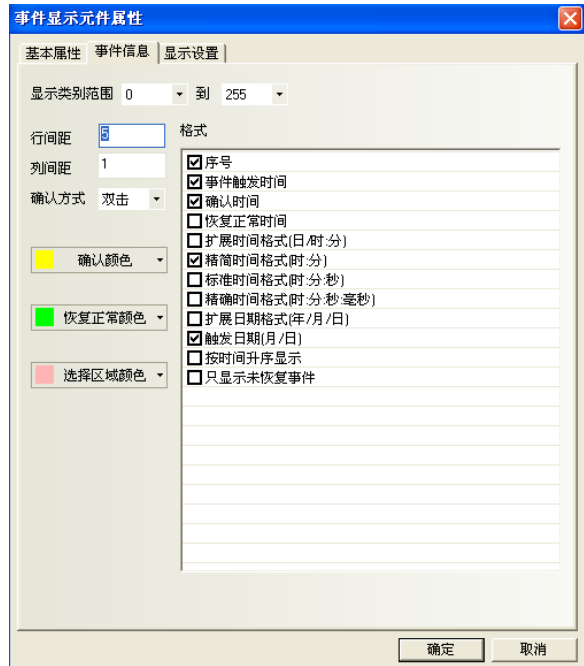 事件显示元件属性
基本属性 事件信息 显示设置
显示类别范围 0 到 255
行间距 5 格式
列间距 1
确认方式 双击
确认颜色
恢复正常颜色
选择区域颜色
序号
事件触发时间
确认时间
恢复正常时间
扩展时间格式(日/时:分)
精简时间格式(时:分)
标准时间格式(时:分:秒)
精确时间格式(时:分:秒:毫秒)
扩展日期格式(年/月/日)
触发日期(月/日)
按时间升序显示
只显示未恢复事件
确定 取消